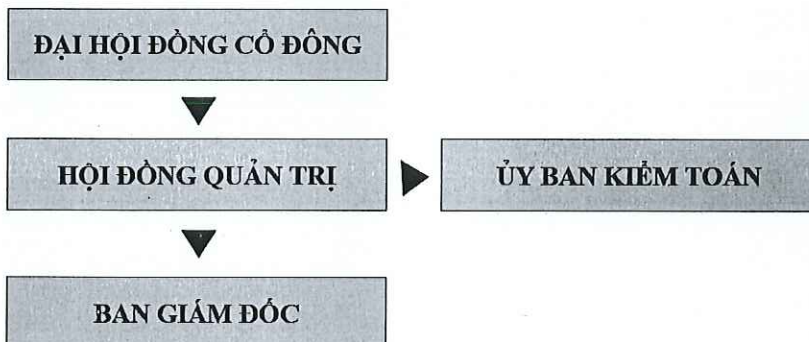 ĐẠI HỘI ĐỒNG CỔ ĐÔNG
HỘI ĐỒNG QUẢN TRỊ
ỦY BAN KIỂM TOÁN
BAN GIÁM ĐỐC